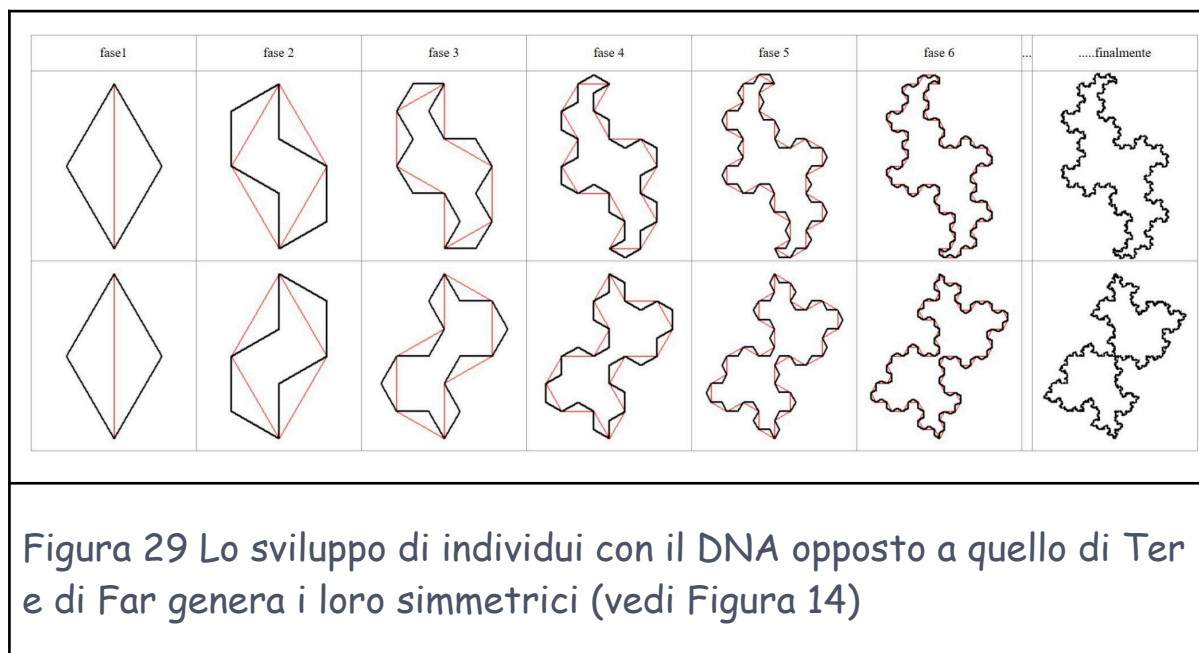 fase1 fase 2 fase 3 fase 4 fase 5 fase 6 ... .....finalmente
Figura 29 Lo sviluppo di individui con il DNA opposto a quello di Ter
e di Far genera i loro simmetrici (vedi Figura 14)